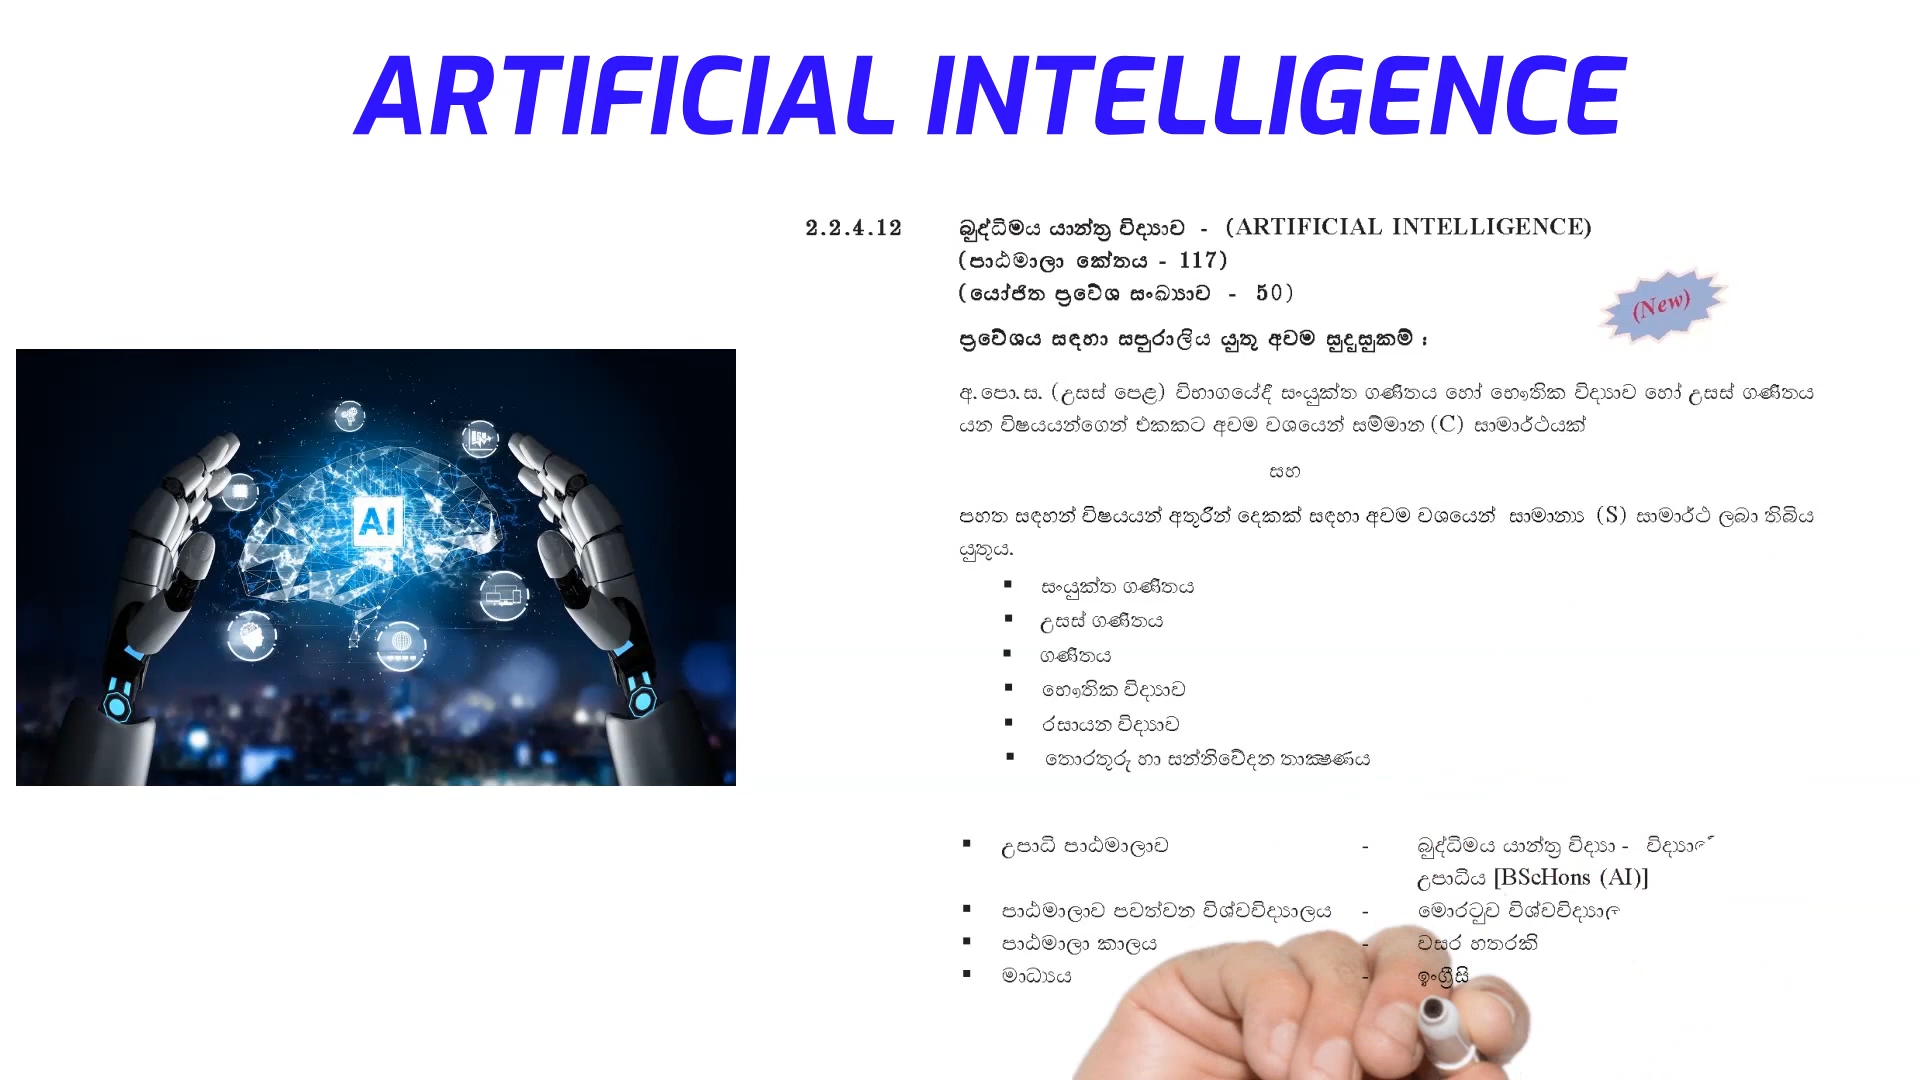 ARTIFICIAL INTELLIGENCE
2.2.4.12 බුද්ධිමය යාන්ත්‍ර විද්‍යාව - (ARTIFICIAL INTELLIGENCE)
(පාඨමාලා කේතය - 117)
(යෝජිත ප්‍රවේශ සංඛ්‍යාව - 50)
(New)
ප්‍රවේශය සඳහා සපුරාලිය යුතු අවම සුදුසුකම් :
අ.පො.ස. (උසස් පෙළ) විභාගයේදී සංයුක්ත ගණිතය හෝ භෞතික විද්‍යාව හෝ උසස් ගණිතය
යන විෂයයන්ගෙන් එකකට අවම වශයෙන් සම්මාන (C) සාමාර්ථයක්
සහ
පහත සඳහන් විෂයයන් අතුරින් දෙකක් සඳහා අවම වශයෙන් සාමාන්‍ය (S) සාමාර්ථ ලබා තිබිය
යුතුය.
▪ සංයුක්ත ගණිතය
▪ උසස් ගණිතය
▪ ගණිතය
▪ භෞතික විද්‍යාව
▪ රසායන විද්‍යාව
▪ තොරතුරු හා සන්නිවේදන තාක්ෂණය
AI
▪ උපාධි පාඨමාලාව - බුද්ධිමය යාන්ත්‍ර විද්‍යා -
උපාධිය [BScHons (AI)]
▪ පාඨමාලාව පවත්වන විශ්වවිද්‍යාලය - මොරටුව
▪ පාඨමාලා කාලය - වසර හතරකි
▪ මාධ්‍යය - ඉංග්‍රීසි